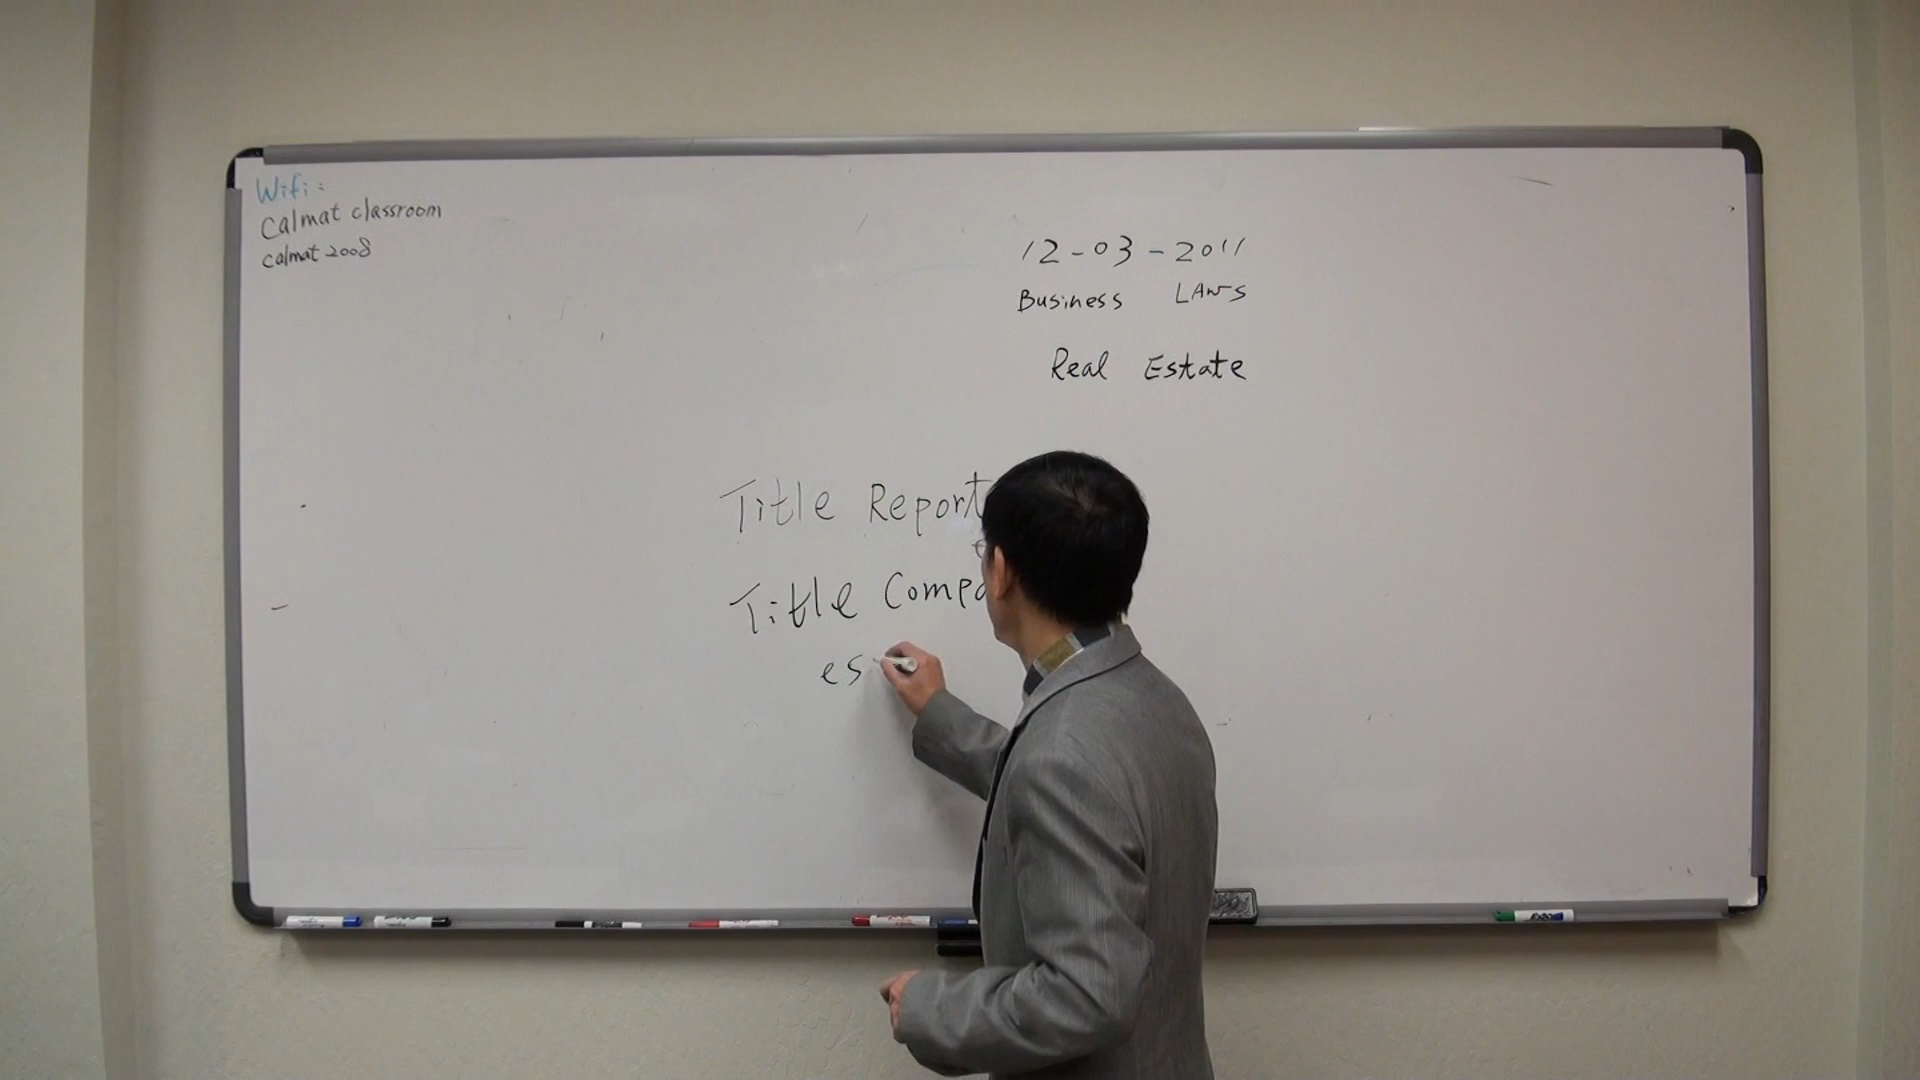 Wifi:
Calmat classroom
calmat 2008
12-03-2011
Business LAWS
Real Estate
Title Report
Title Compa
es